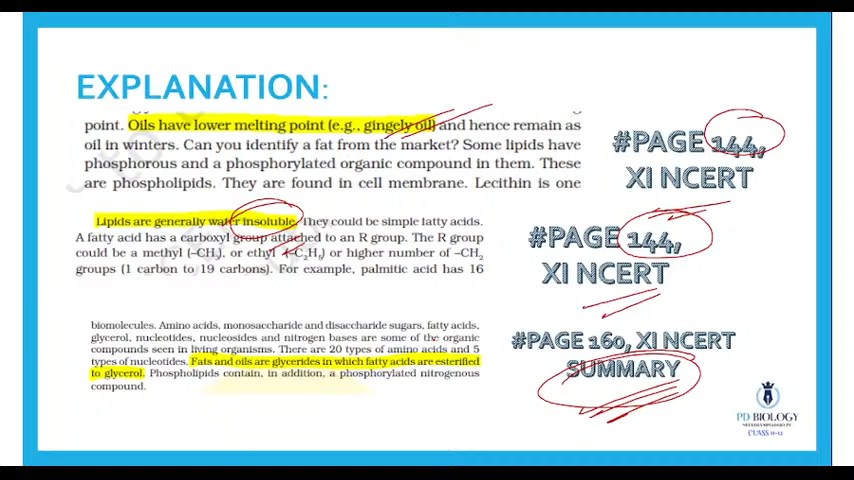 EXPLANATION:
point. Oils have lower melting point (e.g., gingely oil) and hence remain as
oil in winters. Can you identify a fat from the market? Some lipids have
phosphorous and a phosphorylated organic compound in them. These
are phospholipids. They are found in cell membrane. Lecithin is one
#PAGE 144,
XI NCERT
Lipids are generally water insoluble. They could be simple fatty acids.
A fatty acid has a carboxyl group attached to an R group. The R group
could be a methyl (–CH₃), or ethyl (–C₂H₅) or higher number of –CH₂
groups (1 carbon to 19 carbons). For example, palmitic acid has 16
#PAGE 144,
XI NCERT
biomolecules. Amino acids, monosaccharide and disaccharide sugars, fatty acids,
glycerol, nucleotides, nucleosides and nitrogen bases are some of the organic
compounds seen in living organisms. There are 20 types of amino acids and 5
types of nucleotides. Fats and oils are glycerides in which fatty acids are esterified
to glycerol. Phospholipids contain, in addition, a phosphorylated nitrogenous
compound.
#PAGE 160, XI NCERT
SUMMARY
PD BIOLOGY
CLASS 11-12